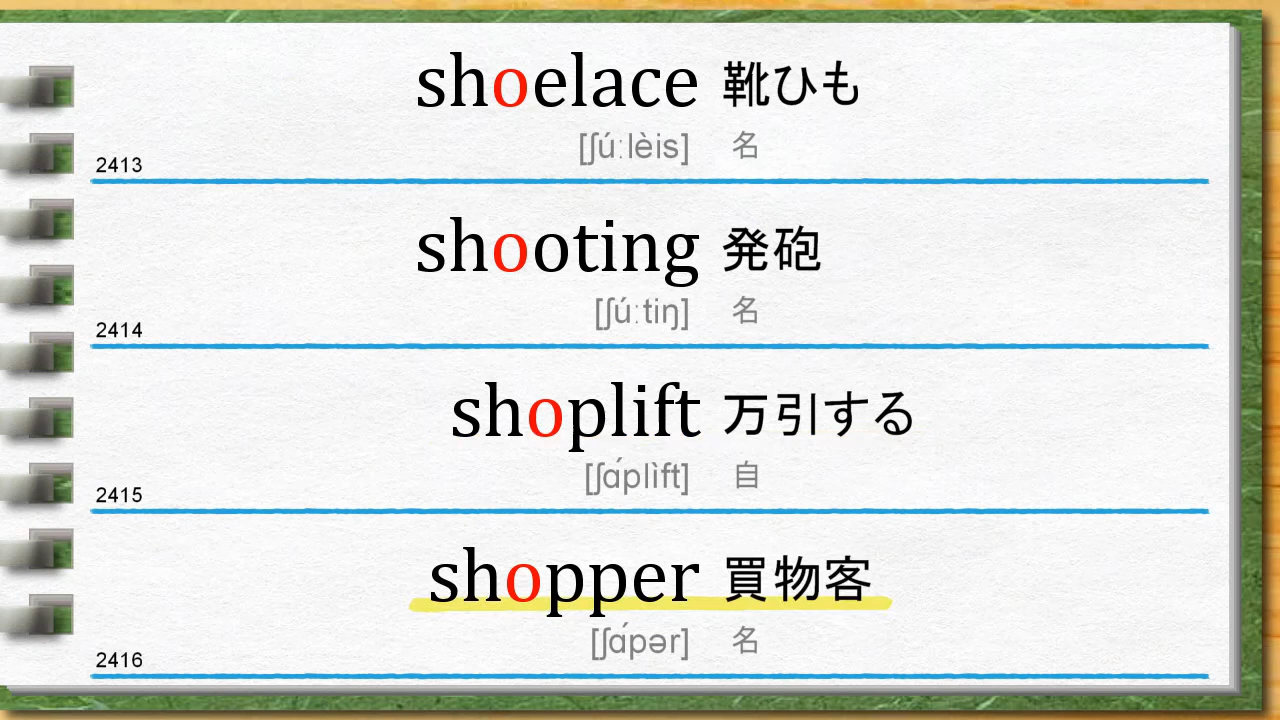 shoelace 靴ひも
[ʃúːlèis] 名
2413
shooting 発砲
[ʃúːtiŋ] 名
2414
shoplift 万引する
[ʃɑ́plìft] 自
2415
shopper 買物客
[ʃɑ́pər] 名
2416